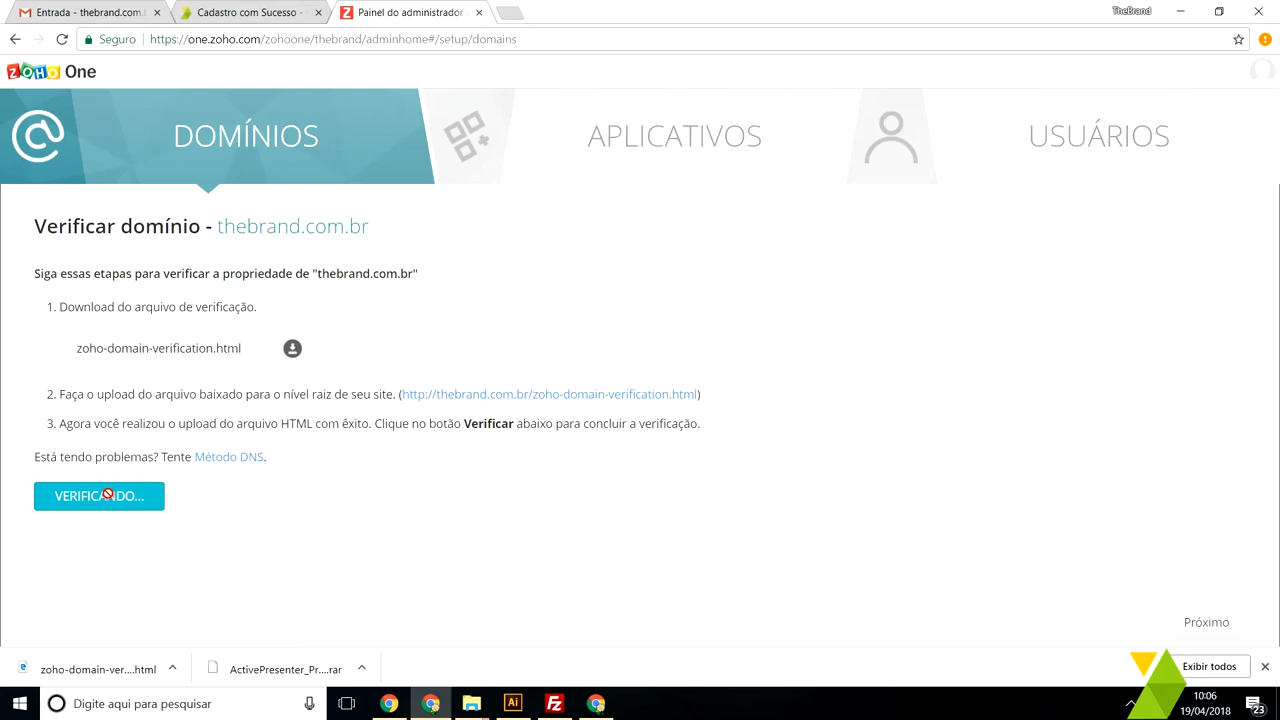 Entrada - thebrand.com.
Cadastro com Sucesso -
Painel do administrador
TheBrand
Seguro
https://one.zoho.com/zohoone/thebrand/adminhome#/setup/domains
ZOHO One
DOMÍNIOS
APLICATIVOS
USUÁRIOS
Verificar domínio - thebrand.com.br
Siga essas etapas para verificar a propriedade de "thebrand.com.br"
1. Download do arquivo de verificação.
zoho-domain-verification.html
2. Faça o upload do arquivo baixado para o nível raiz de seu site. (http://thebrand.com.br/zoho-domain-verification.html)
3. Agora você realizou o upload do arquivo HTML com êxito. Clique no botão Verificar abaixo para concluir a verificação.
Está tendo problemas? Tente Método DNS.
VERIFICANDO...
Próximo
zoho-domain-ver....html
ActivePresenter_Pr....rar
Exibir todos
Digite aqui para pesquisar
Ai
Fz
10:06
19/04/2018
23